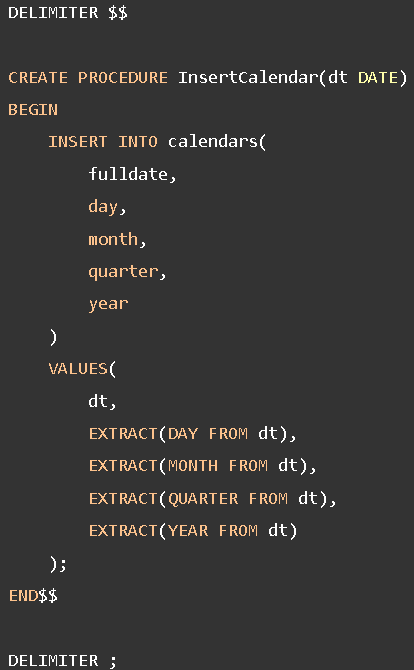 DELIMITER $$
CREATE PROCEDURE InsertCalendar(dt DATE)
BEGIN
    INSERT INTO calendars(
        fulldate,
        day,
        month,
        quarter,
        year
    )
    VALUES(
        dt,
        EXTRACT(DAY FROM dt),
        EXTRACT(MONTH FROM dt),
        EXTRACT(QUARTER FROM dt),
        EXTRACT(YEAR FROM dt)
    );
END$$
DELIMITER ;